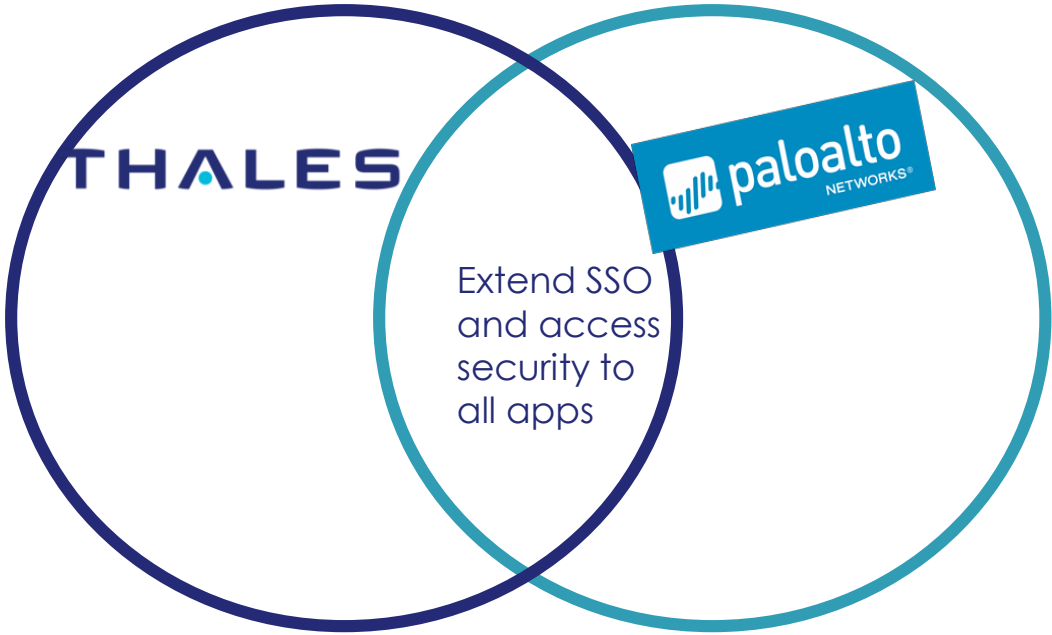 THALES
paloalto
NETWORKS®
Extend SSO
and access
security to
all apps